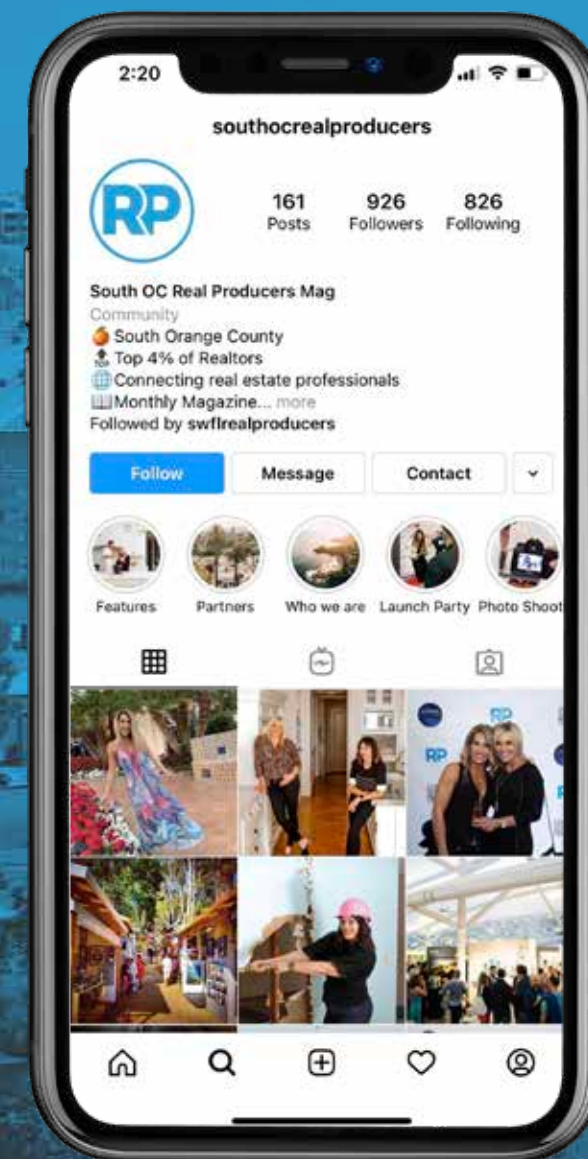 2:20
southocrealproducers
RP
161 926 826
Posts Followers Following
South OC Real Producers Mag
Community
South Orange County
Top 4% of Realtors
Connecting real estate professionals
Monthly Magazine... more
Followed by swflrealproducers
Follow Message Contact
Features Partners Who we are Launch Party Photo Shoot
RP
RP